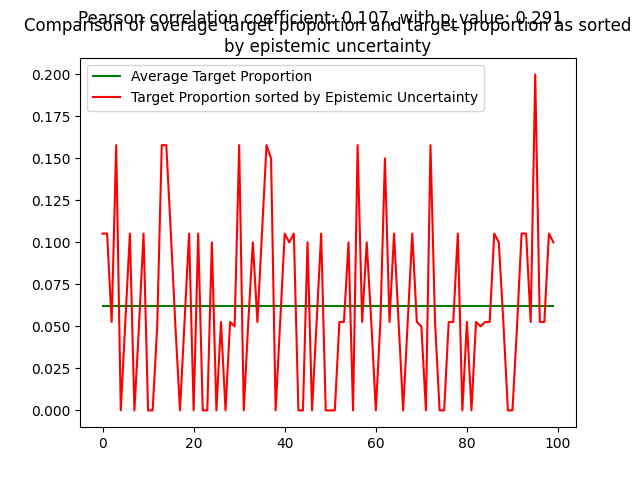 Pearson correlation coefficient: 0.107, with p_value: 0.291
Comparison of average target proportion and target proportion as sorted
by epistemic uncertainty
Average Target Proportion
Target Proportion sorted by Epistemic Uncertainty
0.200
0.175
0.150
0.125
0.100
0.075
0.050
0.025
0.000
0 20 40 60 80 100